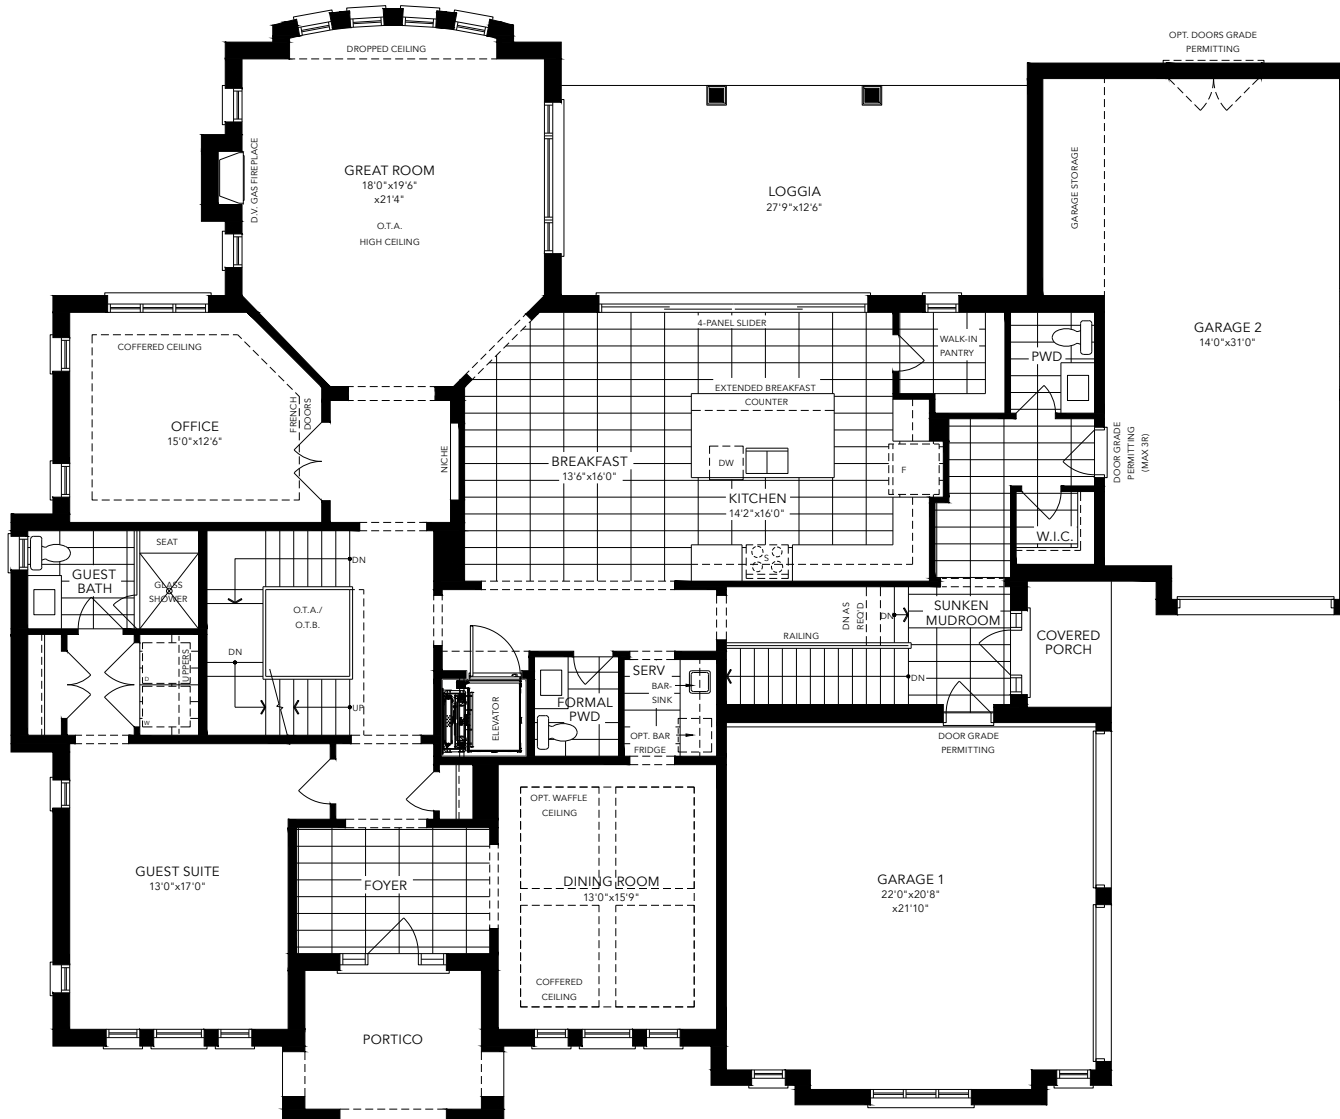 OPT. DOORS GRADE
PERMITTING
DROPPED CEILING
D.V. GAS FIREPLACE
GREAT ROOM
18'0"x19'6"
x21'4"
O.T.A.
HIGH CEILING
LOGGIA
27'9"x12'6"
GARAGE STORAGE
GARAGE 2
14'0"x31'0"
COFFERED CEILING
OFFICE
15'0"x12'6"
FRENCH
DOORS
NICHE
4-PANEL SLIDER
WALK-IN
PANTRY
PWD
EXTENDED BREAKFAST
COUNTER
BREAKFAST
13'6"x16'0"
DW
F
KITCHEN
14'2"x16'0"
S
DOOR GRADE
PERMITTING
(MAX 3R)
W.I.C.
SEAT
GUEST
BATH
GLASS
SHOWER
DN
O.T.A./
O.T.B.
DN
UP
UPPERS
D
W
DN AS
REQ'D
DN
RAILING
DN
SUNKEN
MUDROOM
COVERED
PORCH
ELEVATOR
FORMAL
PWD
SERV
BAR-
SINK
OPT. BAR
FRIDGE
DOOR GRADE
PERMITTING
OPT. WAFFLE
CEILING
GUEST SUITE
13'0"x17'0"
FOYER
DINING ROOM
13'0"x15'9"
GARAGE 1
22'0"x20'8"
x21'10"
COFFERED
CEILING
PORTICO